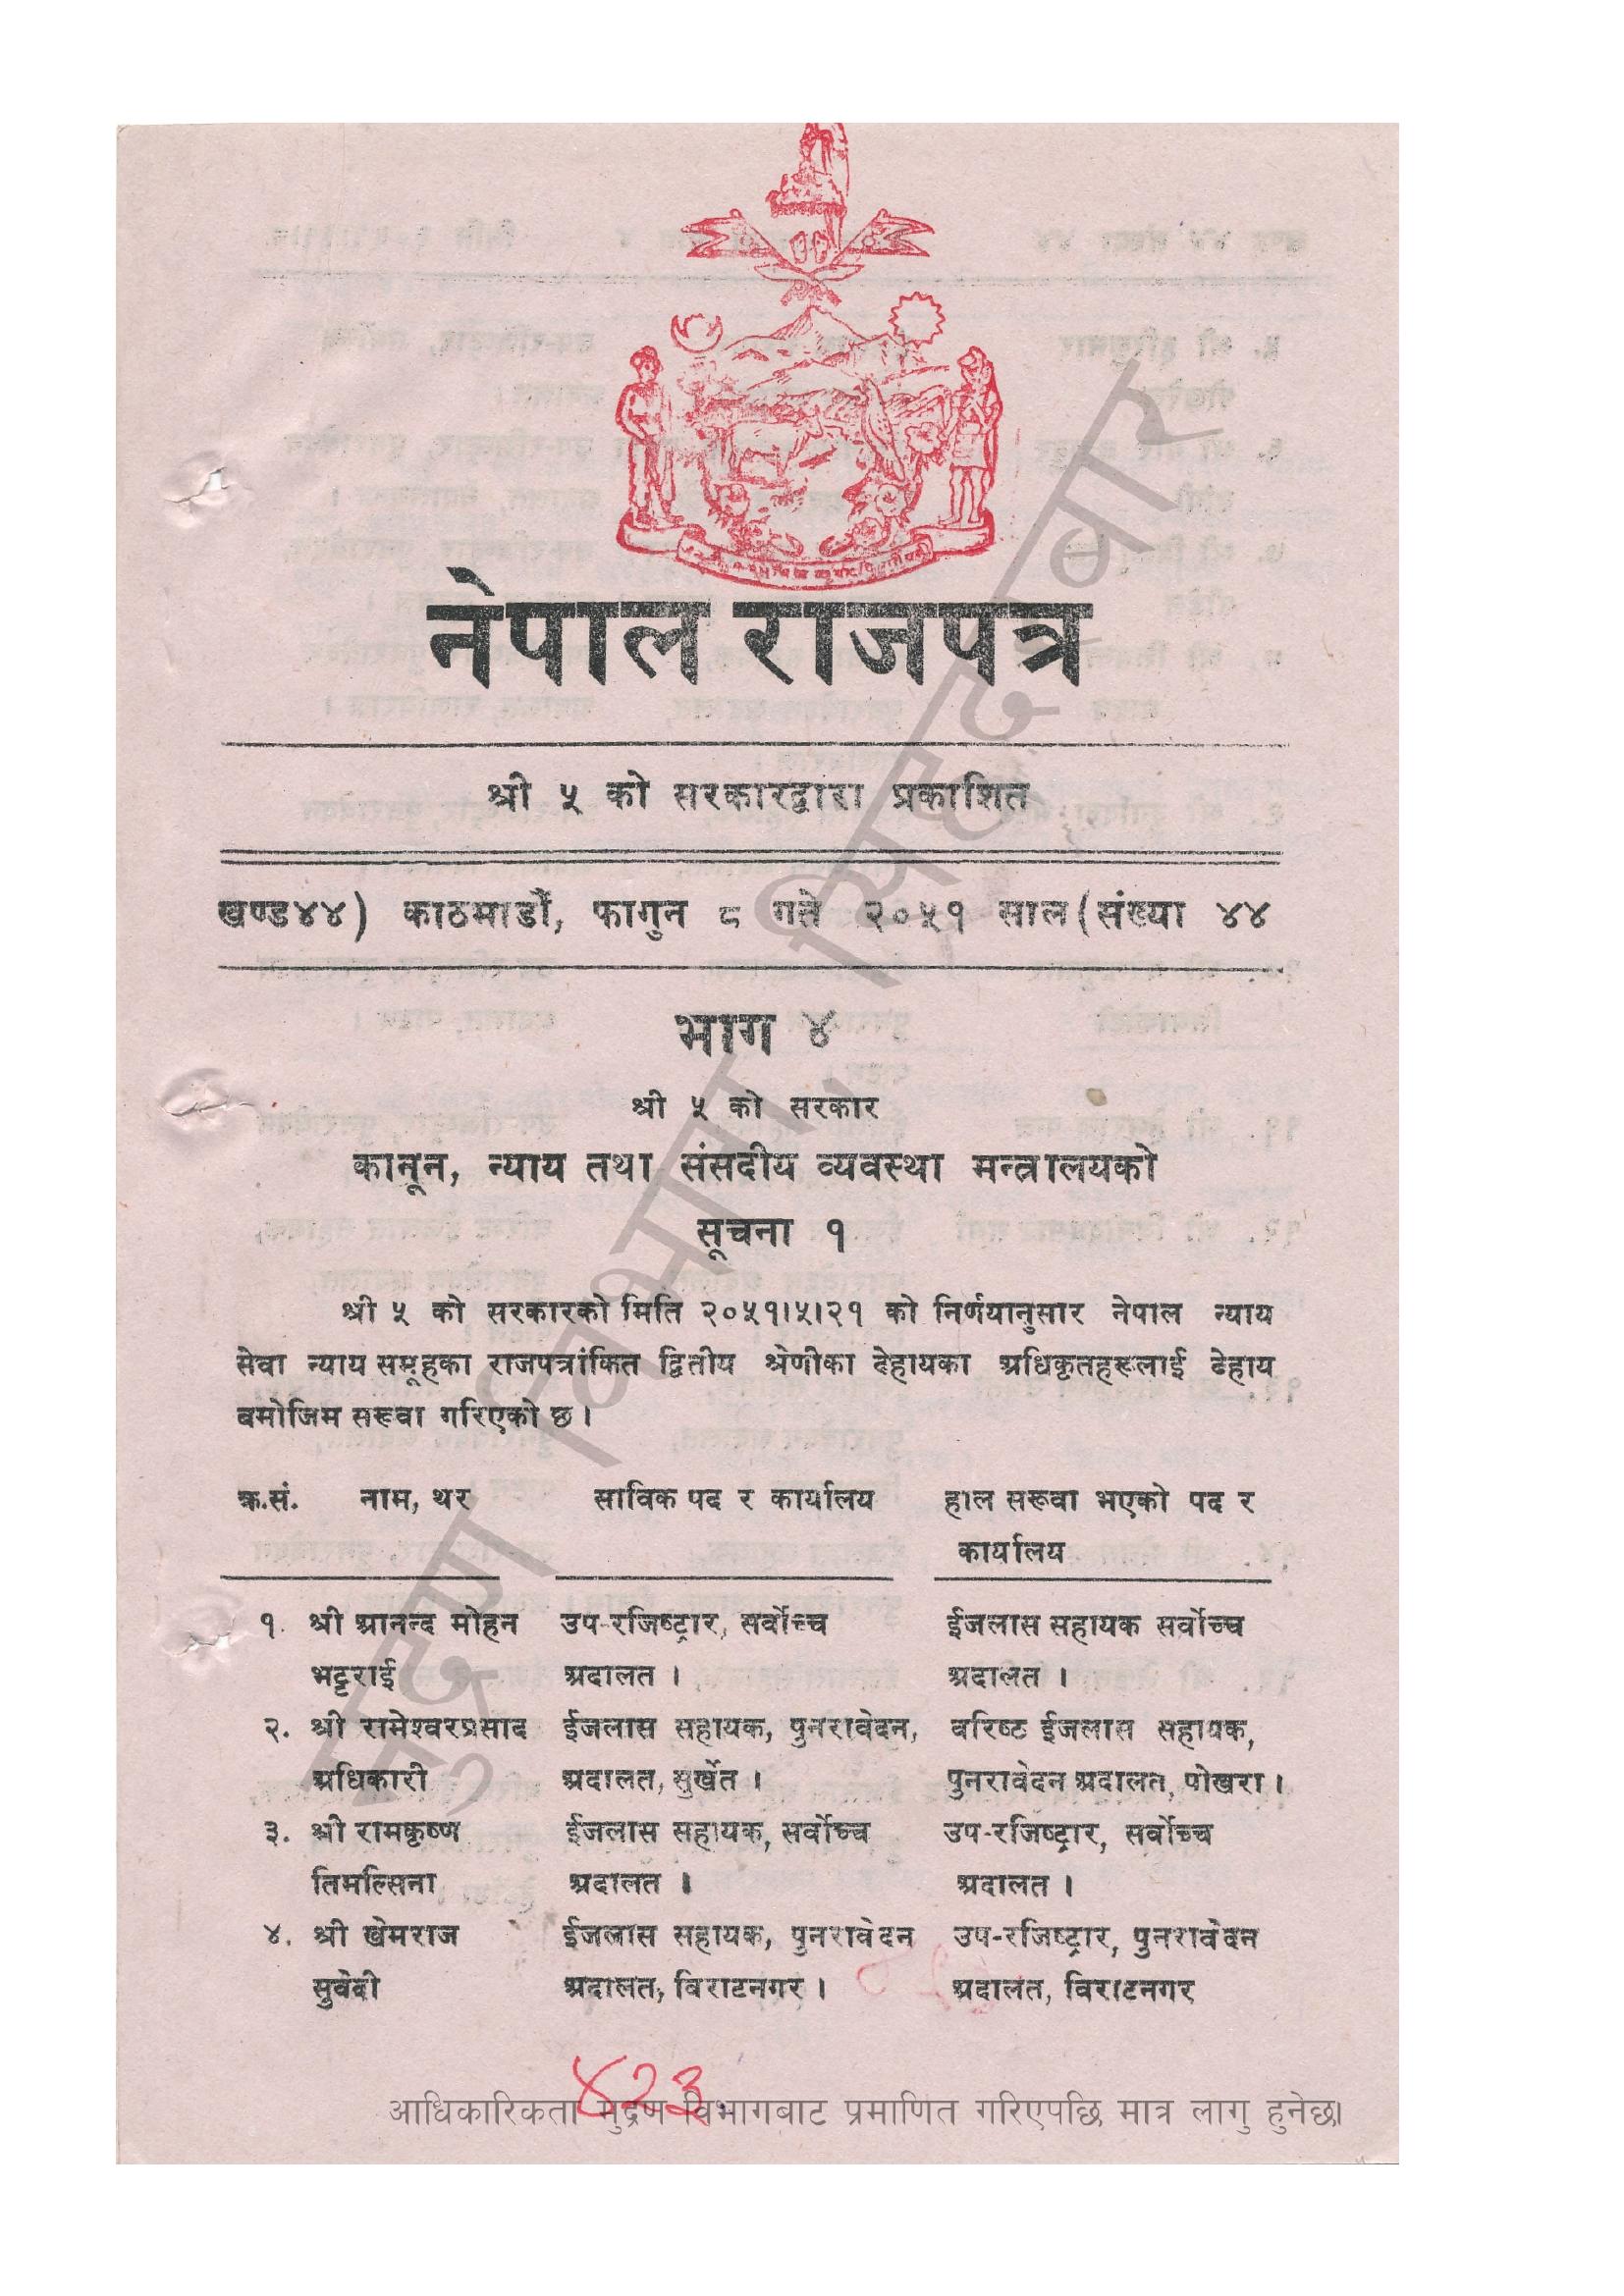 नेपाल राजपत्र
श्री ५ को सरकारद्वारा प्रकाशित
खण्ड४४) काठमाडौं, फागुन ८ गते २०५१ साल(संख्या ४४
भाग ४
श्री ५ को सरकार
कानून, न्याय तथा संसदीय व्यवस्था मन्त्रालयको
सूचना १
श्री ५ को सरकारको मिति २०५१।५।२१ को निर्णयानुसार नेपाल न्याय
सेवा न्याय समूहका राजपत्रांकित द्वितीय श्रेणीका देहायका अधिकृतहरूलाई देहाय
बमोजिम सरूवा गरिएको छ।
क्र.सं. नाम, थर साविक पद र कार्यालय हाल सरूवा भएको पद र
कार्यालय
१. श्री आनन्द मोहन उप-रजिष्ट्रार, सर्वोच्च ईजलास सहायक सर्वोच्च
भट्टराई अदालत । अदालत ।
२. श्री रामेश्वरप्रसाद ईजलास सहायक, पुनरावेदन, वरिष्ट ईजलास सहायक,
अधिकारी अदालत, सुर्खेत । पुनरावेदन अदालत, पोखरा ।
३. श्री रामकृष्ण ईजलास सहायक, सर्वोच्च उप-रजिष्ट्रार, सर्वोच्च
तिमल्सिना अदालत । अदालत ।
४. श्री खेमराज ईजलास सहायक, पुनरावेदन उप-रजिष्ट्रार, पुनरावेदन
सुवेदी अदालत, विराटनगर । अदालत, विराटनगर
४२३
आधिकारिकता मुद्रण विभागबाट प्रमाणित गरिएपछि मात्र लागु हुनेछ।
मुद्रण विभाग, सिंहदरबार